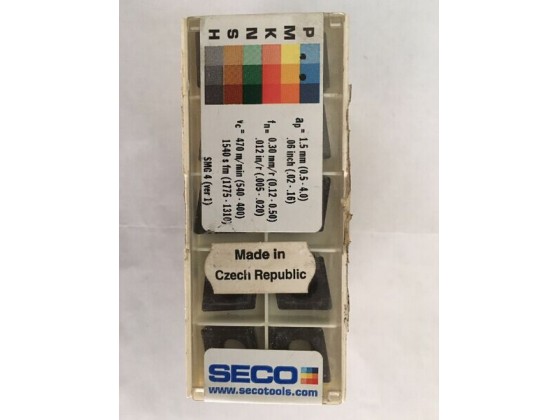 P M K N S H
ap = 1.5 mm (0.5 - 4.0)
.06 inch (.02 - .16)
fn = 0.30 mm/r (0.12 - 0.50)
.012 in/r (.005 - .020)
vc = 470 m/min (540 - 400)
1540 s fm (1775 - 1310)
SMG 4 (ver 1)
Made in
Czech Republic
SECO
www.secotools.com